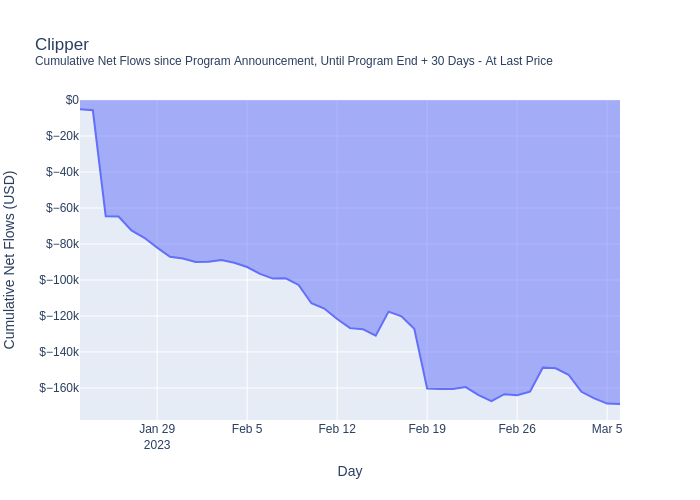 Clipper
Cumulative Net Flows since Program Announcement, Until Program End + 30 Days - At Last Price
Cumulative Net Flows (USD)
$0
$−20k
$−40k
$−60k
$−80k
$−100k
$−120k
$−140k
$−160k
Jan 29
2023
Feb 5
Feb 12
Feb 19
Feb 26
Mar 5
Day